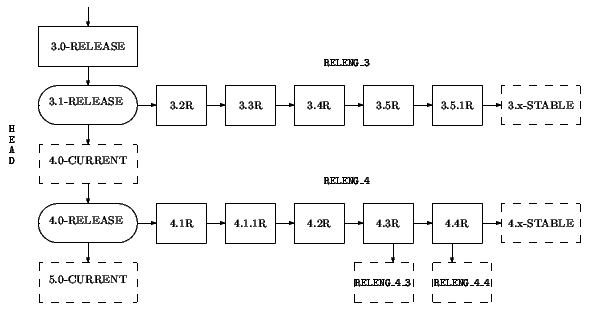 3.0-RELEASE
RELENG_3
3.1-RELEASE 3.2R 3.3R 3.4R 3.5R 3.5.1R 3.x-STABLE
HEAD
4.0-CURRENT
RELENG_4
4.0-RELEASE 4.1R 4.1.1R 4.2R 4.3R 4.4R 4.x-STABLE
5.0-CURRENT RELENG_4_3 RELENG_4_4